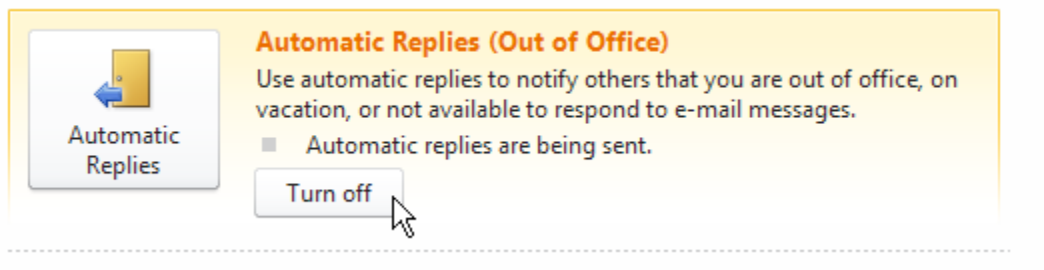 Automatic Replies (Out of Office)
Use automatic replies to notify others that you are out of office, on
vacation, or not available to respond to e-mail messages.
Automatic
Replies
Automatic replies are being sent.
Turn off